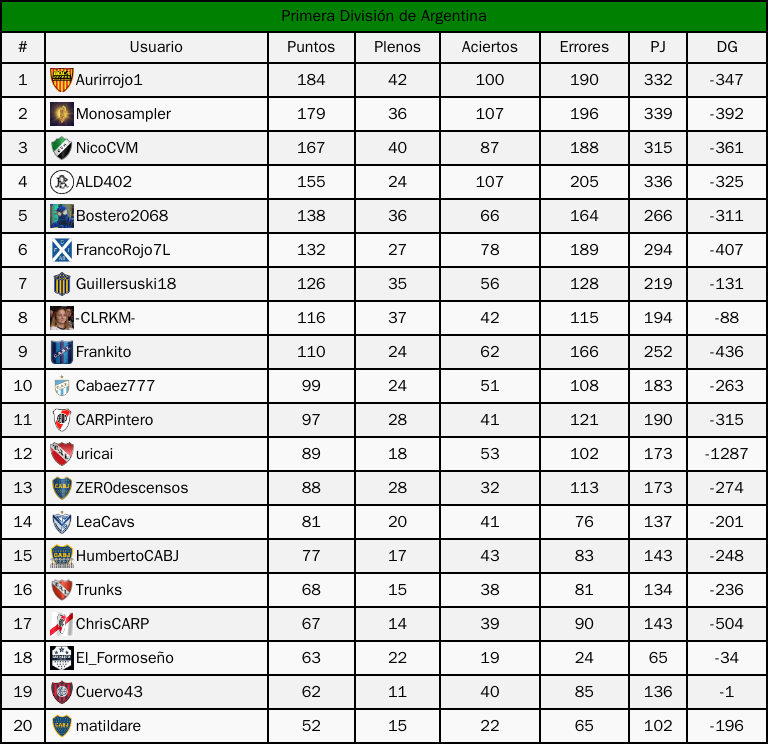 Primera División de Argentina
# Usuario Puntos Plenos Aciertos Errores PJ DG
1 Aurirrojo1 184 42 100 190 332 -347
2 Monosampler 179 36 107 196 339 -392
3 NicoCVM 167 40 87 188 315 -361
4 ALD402 155 24 107 205 336 -325
5 Bostero2068 138 36 66 164 266 -311
6 FrancoRojo7L 132 27 78 189 294 -407
7 Guillersuski18 126 35 56 128 219 -131
8 -CLRKM- 116 37 42 115 194 -88
9 Frankito 110 24 62 166 252 -436
10 Cabaez777 99 24 51 108 183 -263
11 CARPintero 97 28 41 121 190 -315
12 uricai 89 18 53 102 173 -1287
13 ZER0descensos 88 28 32 113 173 -274
14 LeaCavs 81 20 41 76 137 -201
15 HumbertoCABJ 77 17 43 83 143 -248
16 Trunks 68 15 38 81 134 -236
17 ChrisCARP 67 14 39 90 143 -504
18 El_Formoseño 63 22 19 24 65 -34
19 Cuervo43 62 11 40 85 136 -1
20 matildare 52 15 22 65 102 -196